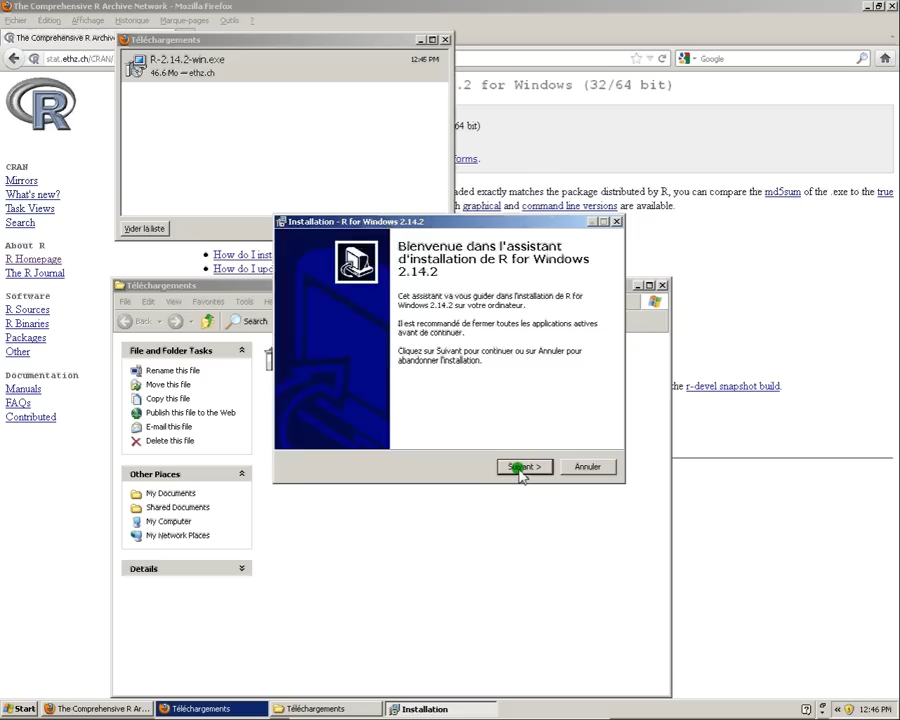 The Comprehensive R Archive Network - Mozilla Firefox
Fichier Édition Affichage Historique Marque-pages Outils ?
The Comprehensive R Archiv
stat.ethz.ch/CRAN/
Google
Téléchargements
R-2.14.2-win.exe
12:45 PM
46.6 Mo — ethz.ch
Vider la liste
.2 for Windows (32/64 bit)
64 bit)
orms.
aded exactly matches the package distributed by R, you can compare the md5sum of the .exe to the true
graphical and command line versions are available.
R
CRAN
Mirrors
What's new?
Task Views
Search
About R
R Homepage
The R Journal
Software
R Sources
R Binaries
Packages
Other
Documentation
Manuals
FAQs
Contributed
How do I inst
How do I upd
the r-devel snapshot build.
Téléchargements
File Edit View Favorites Tools H
Back
Search
File and Folder Tasks
Rename this file
Move this file
Copy this file
Publish this file to the Web
E-mail this file
Delete this file
Other Places
My Documents
Shared Documents
My Computer
My Network Places
Details
Installation - R for Windows 2.14.2
Bienvenue dans l'assistant
d'installation de R for Windows
2.14.2
Cet assistant va vous guider dans l'installation de R for
Windows 2.14.2 sur votre ordinateur.
Il est recommandé de fermer toutes les applications actives
avant de continuer.
Cliquez sur Suivant pour continuer ou sur Annuler pour
abandonner l'installation.
Suivant >
Annuler
Start
The Comprehensive R Ar...
Téléchargements
Téléchargements
Installation
12:46 PM